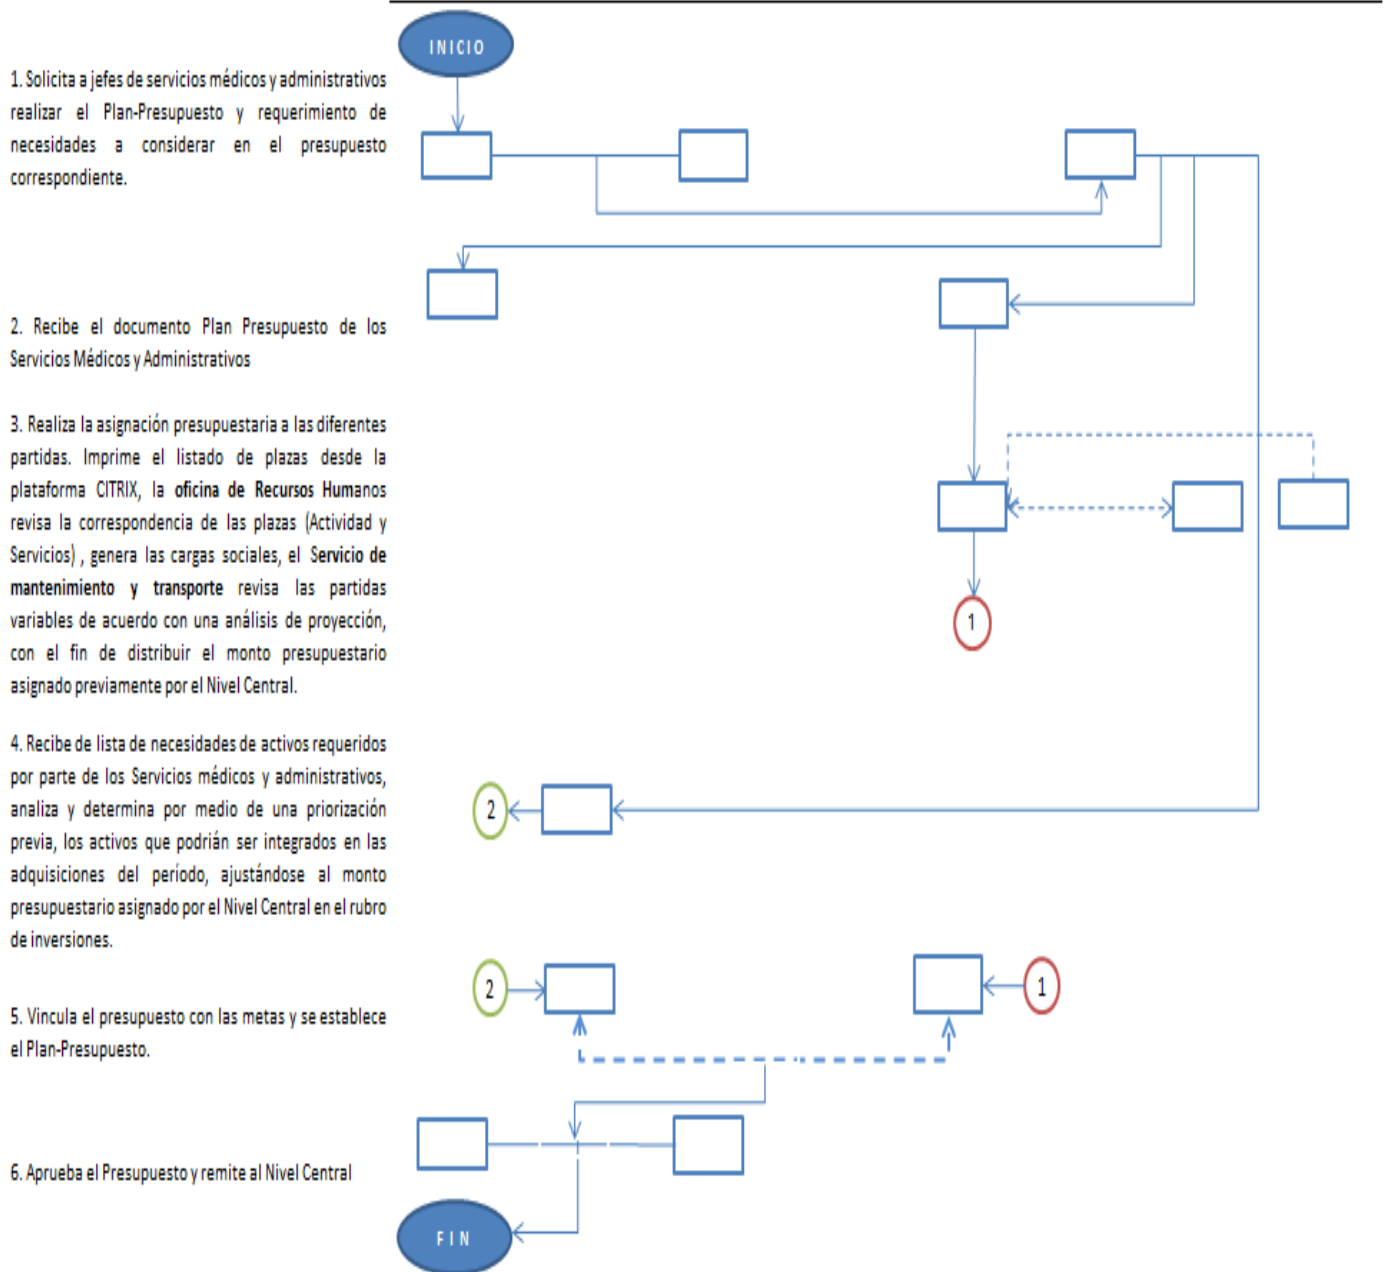 INICIO
1. Solicita a jefes de servicios médicos y administrativos
realizar el Plan-Presupuesto y requerimiento de
necesidades a considerar en el presupuesto
correspondiente.
2. Recibe el documento Plan Presupuesto de los
Servicios Médicos y Administrativos
3. Realiza la asignación presupuestaria a las diferentes
partidas. Imprime el listado de plazas desde la
plataforma CITRIX, la oficina de Recursos Humanos
revisa la correspondencia de las plazas (Actividad y
Servicios) , genera las cargas sociales, el Servicio de
mantenimiento y transporte revisa las partidas
variables de acuerdo con una análisis de proyección,
con el fin de distribuir el monto presupuestario
asignado previamente por el Nivel Central.
1
4. Recibe de lista de necesidades de activos requeridos
por parte de los Servicios médicos y administrativos,
analiza y determina por medio de una priorización
previa, los activos que podrián ser integrados en las
adquisiciones del período, ajustándose al monto
presupuestario asignado por el Nivel Central en el rubro
de inversiones.
2
2
1
5. Vincula el presupuesto con las metas y se establece
el Plan-Presupuesto.
6. Aprueba el Presupuesto y remite al Nivel Central
FIN